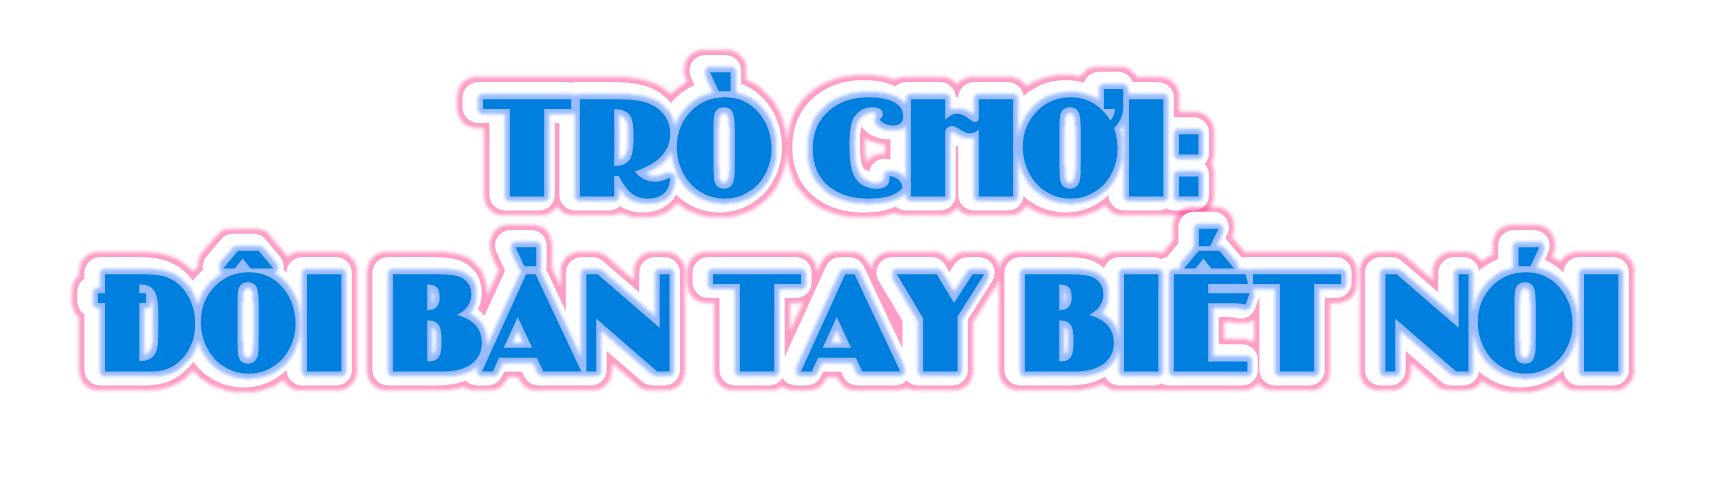 TRÒ CHƠI:
ĐÔI BÀN TAY BIẾT NÓI